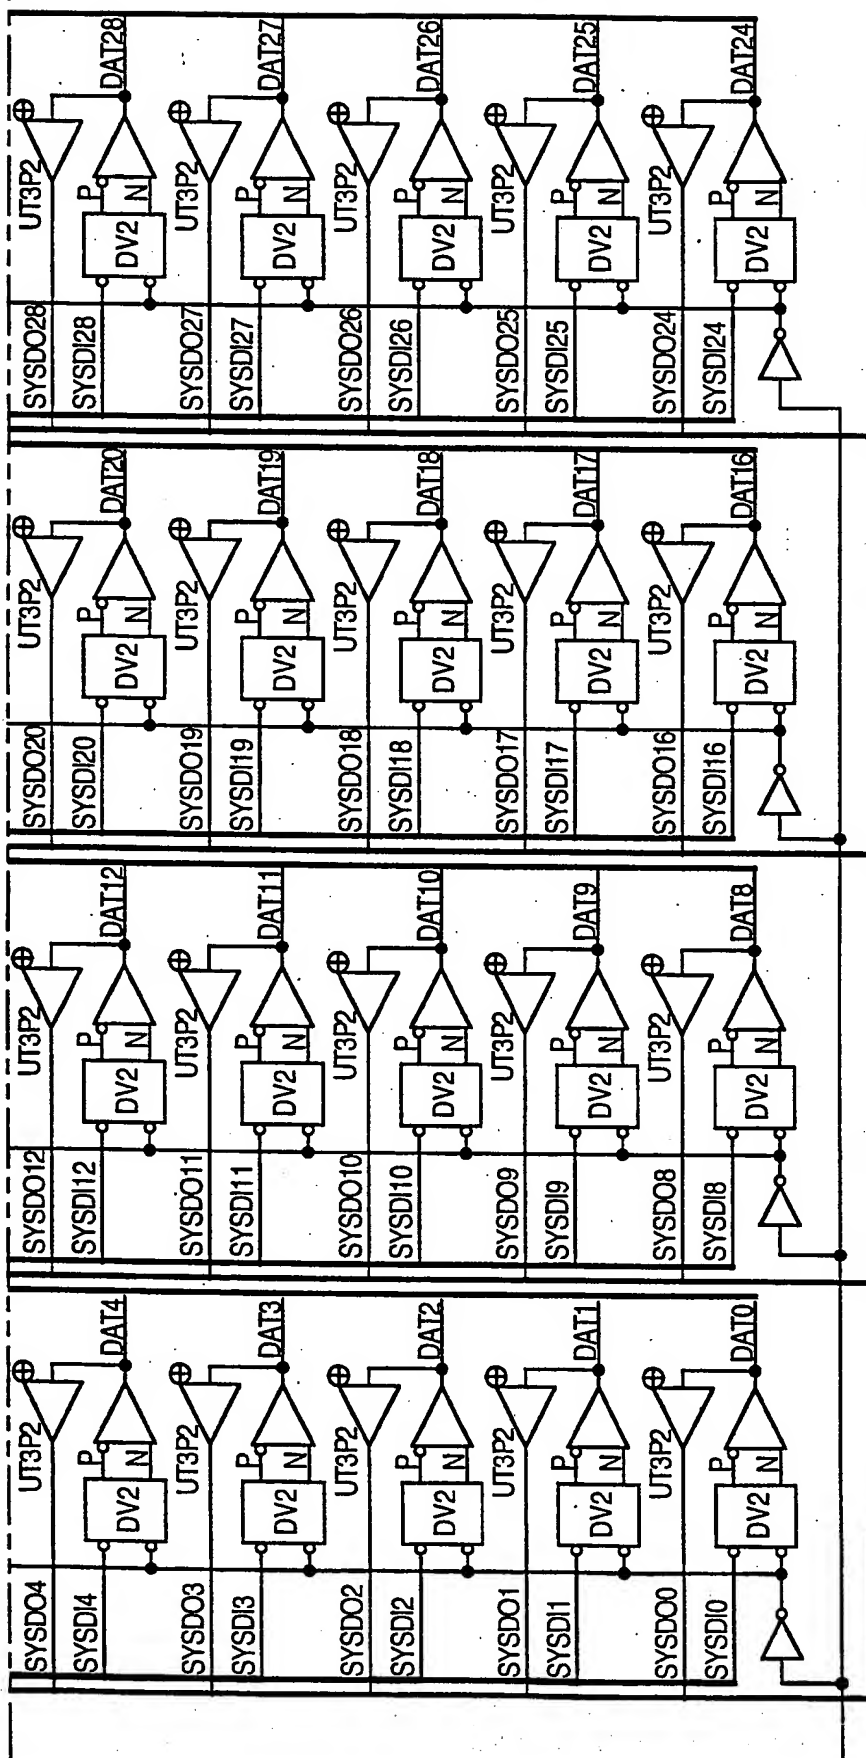 DAT28
DAT27
DAT26
DAT25
DAT24
UT3P2
UT3P2
UT3P2
UT3P2
UT3P2
P
N
P
N
P
N
P
N
P
N
DV2
DV2
DV2
DV2
DV2
SYSDO28
SYSDI28
SYSDO27
SYSDI27
SYSDO26
SYSDI26
SYSDO25
SYSDI25
SYSDO24
SYSDI24
DAT20
DAT19
DAT18
DAT17
DAT16
UT3P2
UT3P2
UT3P2
UT3P2
UT3P2
P
N
P
N
P
N
P
N
P
N
DV2
DV2
DV2
DV2
DV2
SYSDO20
SYSDI20
SYSDO19
SYSDI19
SYSDO18
SYSDI18
SYSDO17
SYSDI17
SYSDO16
SYSDI16
DAT12
DAT11
DAT10
DAT9
DAT8
UT3P2
UT3P2
UT3P2
UT3P2
UT3P2
P
N
P
N
P
N
P
N
P
N
DV2
DV2
DV2
DV2
DV2
SYSDO12
SYSDI12
SYSDO11
SYSDI11
SYSDO10
SYSDI10
SYSDO9
SYSDI9
SYSDO8
SYSDI8
DAT4
DAT3
DAT2
DAT1
DAT0
UT3P2
UT3P2
UT3P2
UT3P2
UT3P2
P
N
P
N
P
N
P
N
P
N
DV2
DV2
DV2
DV2
DV2
SYSDO4
SYSDI4
SYSDO3
SYSDI3
SYSDO2
SYSDI2
SYSDO1
SYSDI1
SYSDO0
SYSDI0